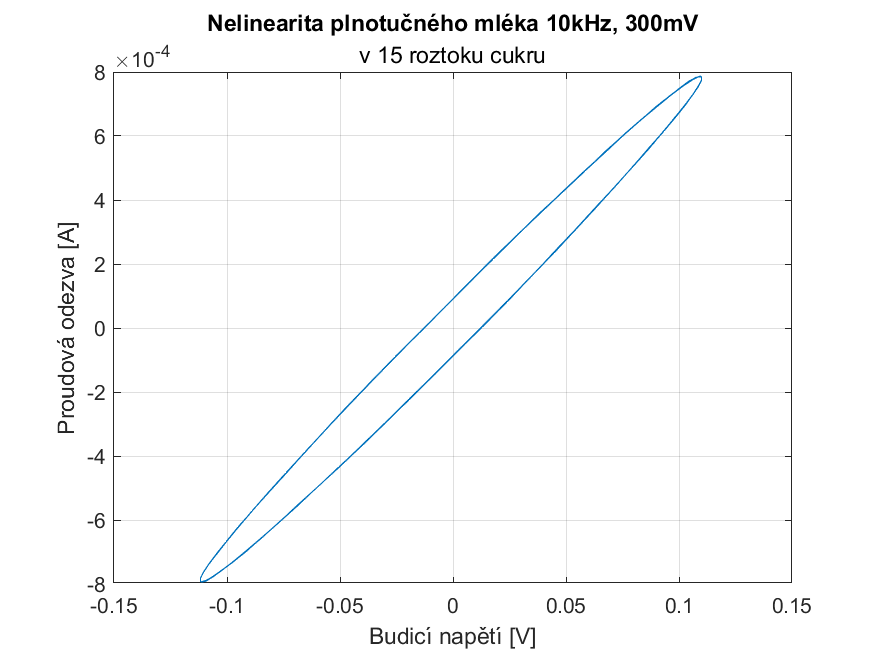 Nelinearita plnotučného mléka 10kHz, 300mV
v 15 roztoku cukru
×10-4
8
6
4
2
0
-2
-4
-6
-8
Proudová odezva [A]
-0.15 -0.1 -0.05 0 0.05 0.1 0.15
Budicí napětí [V]